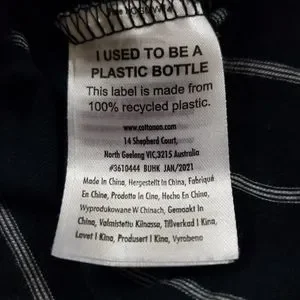 I USED TO BE A
PLASTIC BOTTLE
This label is made from
100% recycled plastic.
www.cottonon.com
14 Shepherd Court,
North Geelong VIC,3215 Australia
#3610444 BUHK JAN/2021
Made In China, Hergestellt In China, Fabriqué
En Chine, Prodotto In Cina, Hecho En China,
Wyprodukowane W Chinach, Gemaakt In
China, Valmistettu Kiinassa, Tillverkad I Kina,
Lavet I Kina, Produsert I Kina, Vyrobeno